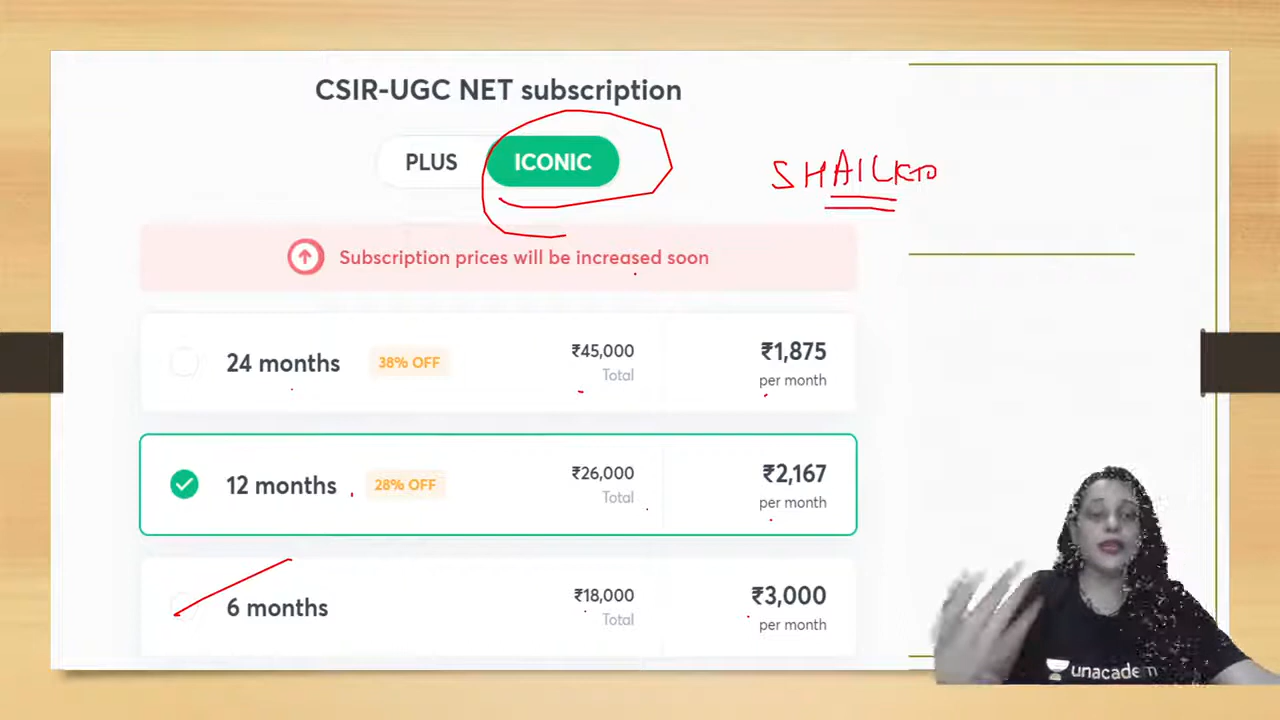 CSIR-UGC NET subscription
PLUS ICONIC
SHAILK10
Subscription prices will be increased soon
24 months 38% OFF ₹45,000 Total ₹1,875 per month
12 months 28% OFF ₹26,000 Total ₹2,167 per month
6 months ₹18,000 Total ₹3,000 per month
unacadem